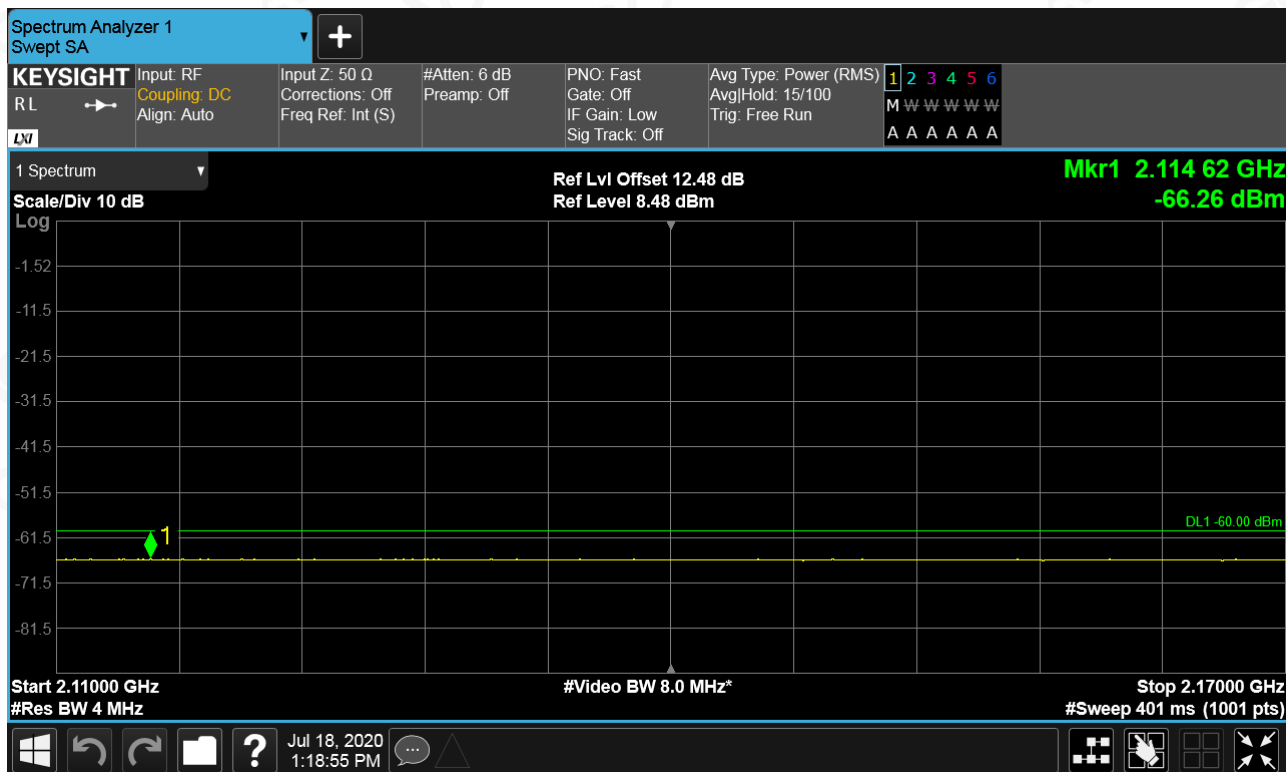 Spectrum Analyzer 1
Swept SA
KEYSIGHT
R L
LXI
Input: RF
Coupling: DC
Align: Auto
Input Z: 50 Ω
Corrections: Off
Freq Ref: Int (S)
#Atten: 6 dB
Preamp: Off
PNO: Fast
Gate: Off
IF Gain: Low
Sig Track: Off
Avg Type: Power (RMS)
Avg|Hold: 15/100
Trig: Free Run
1 2 3 4 5 6
M W W W W W
A A A A A A
1 Spectrum
Scale/Div 10 dB
Ref Lvl Offset 12.48 dB
Ref Level 8.48 dBm
Mkr1 2.114 62 GHz
-66.26 dBm
Log
-1.52
-11.5
-21.5
-31.5
-41.5
-51.5
DL1 -60.00 dBm
-61.5
1
-71.5
-81.5
Start 2.11000 GHz
#Video BW 8.0 MHz*
Stop 2.17000 GHz
#Res BW 4 MHz
#Sweep 401 ms (1001 pts)
?
Jul 18, 2020
1:18:55 PM